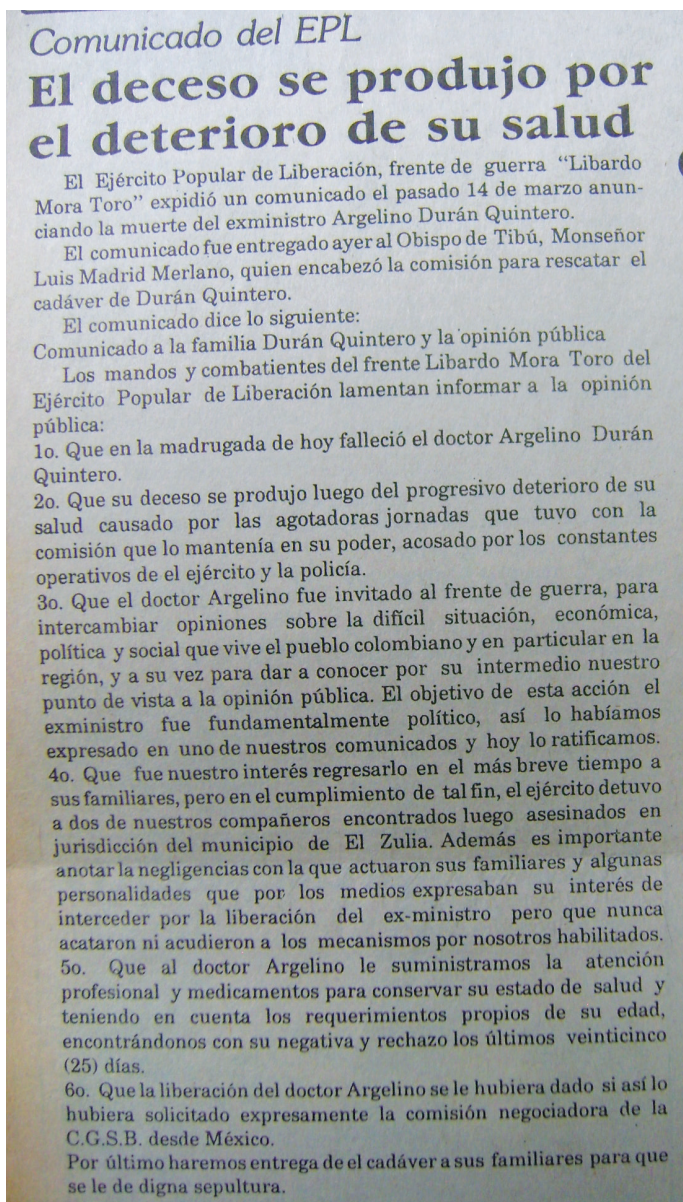 Comunicado del EPL
El deceso se produjo por
el deterioro de su salud
El Ejército Popular de Liberación, frente de guerra “Libardo
Mora Toro” expidió un comunicado el pasado 14 de marzo anun-
ciando la muerte del exministro Argelino Durán Quintero.
El comunicado fue entregado ayer al Obispo de Tibú, Monseñor
Luis Madrid Merlano, quien encabezó la comisión para rescatar el
cadáver de Durán Quintero.
El comunicado dice lo siguiente:
Comunicado a la familia Durán Quintero y la opinión pública
Los mandos y combatientes del frente Libardo Mora Toro del
Ejército Popular de Liberación lamentan informar a la opinión
pública:
1o. Que en la madrugada de hoy falleció el doctor Argelino Durán
Quintero.
2o. Que su deceso se produjo luego del progresivo deterioro de su
salud causado por las agotadoras jornadas que tuvo con la
comisión que lo mantenía en su poder, acosado por los constantes
operativos de el ejército y la policía.
3o. Que el doctor Argelino fue invitado al frente de guerra, para
intercambiar opiniones sobre la difícil situación, económica,
política y social que vive el pueblo colombiano y en particular en la
región, y a su vez para dar a conocer por su intermedio nuestro
punto de vista a la opinión pública. El objetivo de esta acción el
exministro fue fundamentalmente político, así lo habíamos
expresado en uno de nuestros comunicados y hoy lo ratificamos.
4o. Que fue nuestro interés regresarlo en el más breve tiempo a
sus familiares, pero en el cumplimiento de tal fin, el ejército detuvo
a dos de nuestros compañeros encontrados luego asesinados en
jurisdicción del municipio de El Zulia. Además es importante
anotar la negligencias con la que actuaron sus familiares y algunas
personalidades que por los medios expresaban su interés de
interceder por la liberación del ex-ministro pero que nunca
acataron ni acudieron a los mecanismos por nosotros habilitados.
5o. Que al doctor Argelino le suministramos la atención
profesional y medicamentos para conservar su estado de salud y
teniendo en cuenta los requerimientos propios de su edad,
encontrándonos con su negativa y rechazo los últimos veinticinco
(25) días.
6o. Que la liberación del doctor Argelino se le hubiera dado si así lo
hubiera solicitado expresamente la comisión negociadora de la
C.G.S.B. desde México.
Por último haremos entrega de el cadáver a sus familiares para que
se le de digna sepultura.